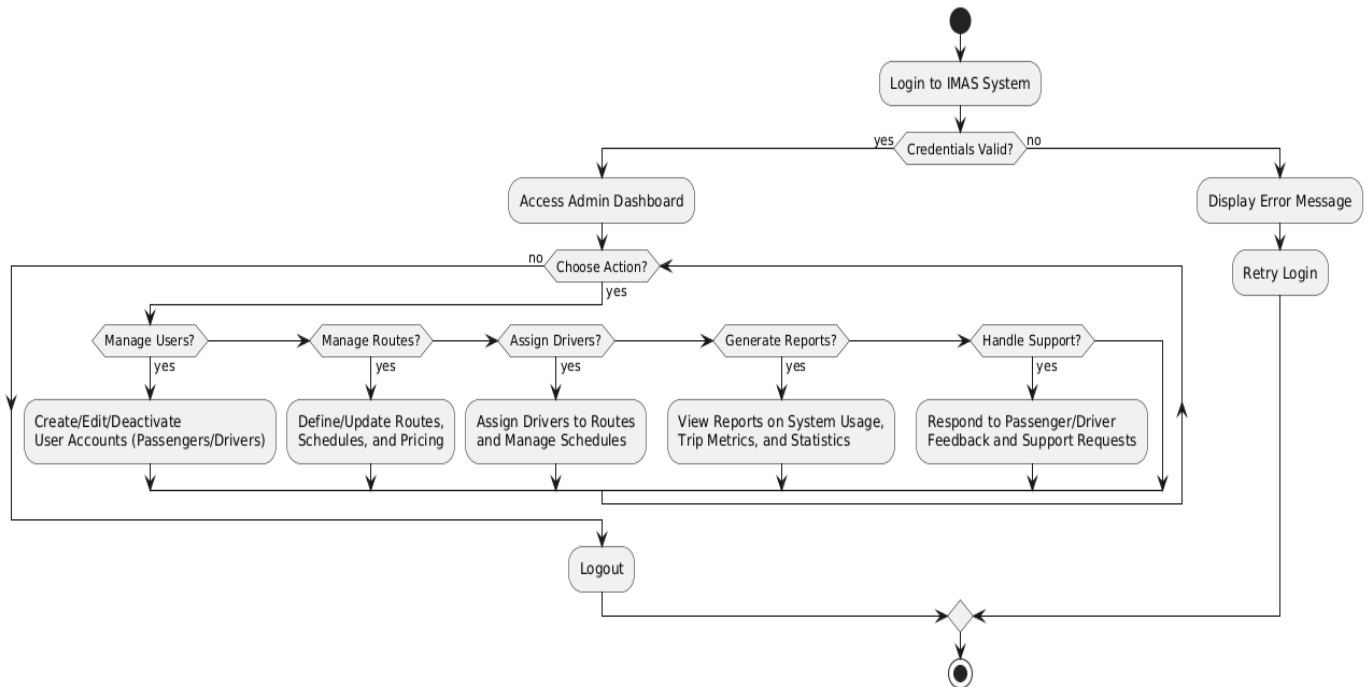 Login to IMAS System
yes
Credentials Valid?
no
Access Admin Dashboard
Display Error Message
no
Choose Action?
Retry Login
yes
Manage Users?
Manage Routes?
Assign Drivers?
Generate Reports?
Handle Support?
yes
yes
yes
yes
yes
Create/Edit/Deactivate
User Accounts (Passengers/Drivers)
Define/Update Routes,
Schedules, and Pricing
Assign Drivers to Routes
and Manage Schedules
View Reports on System Usage,
Trip Metrics, and Statistics
Respond to Passenger/Driver
Feedback and Support Requests
Logout